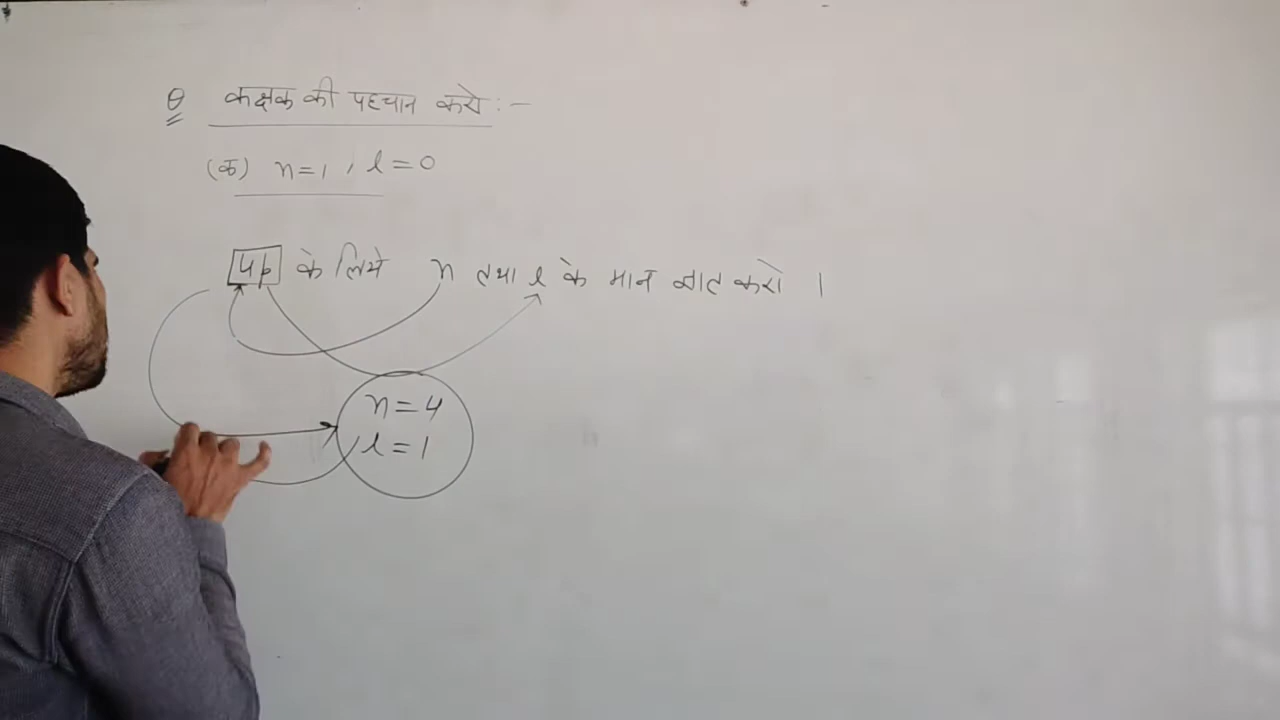 Q कक्षक की पहचान करो :-
(क) n=1, l=0
4p के लिये n तथा l के मान ज्ञात करो ।
n=4
l=1